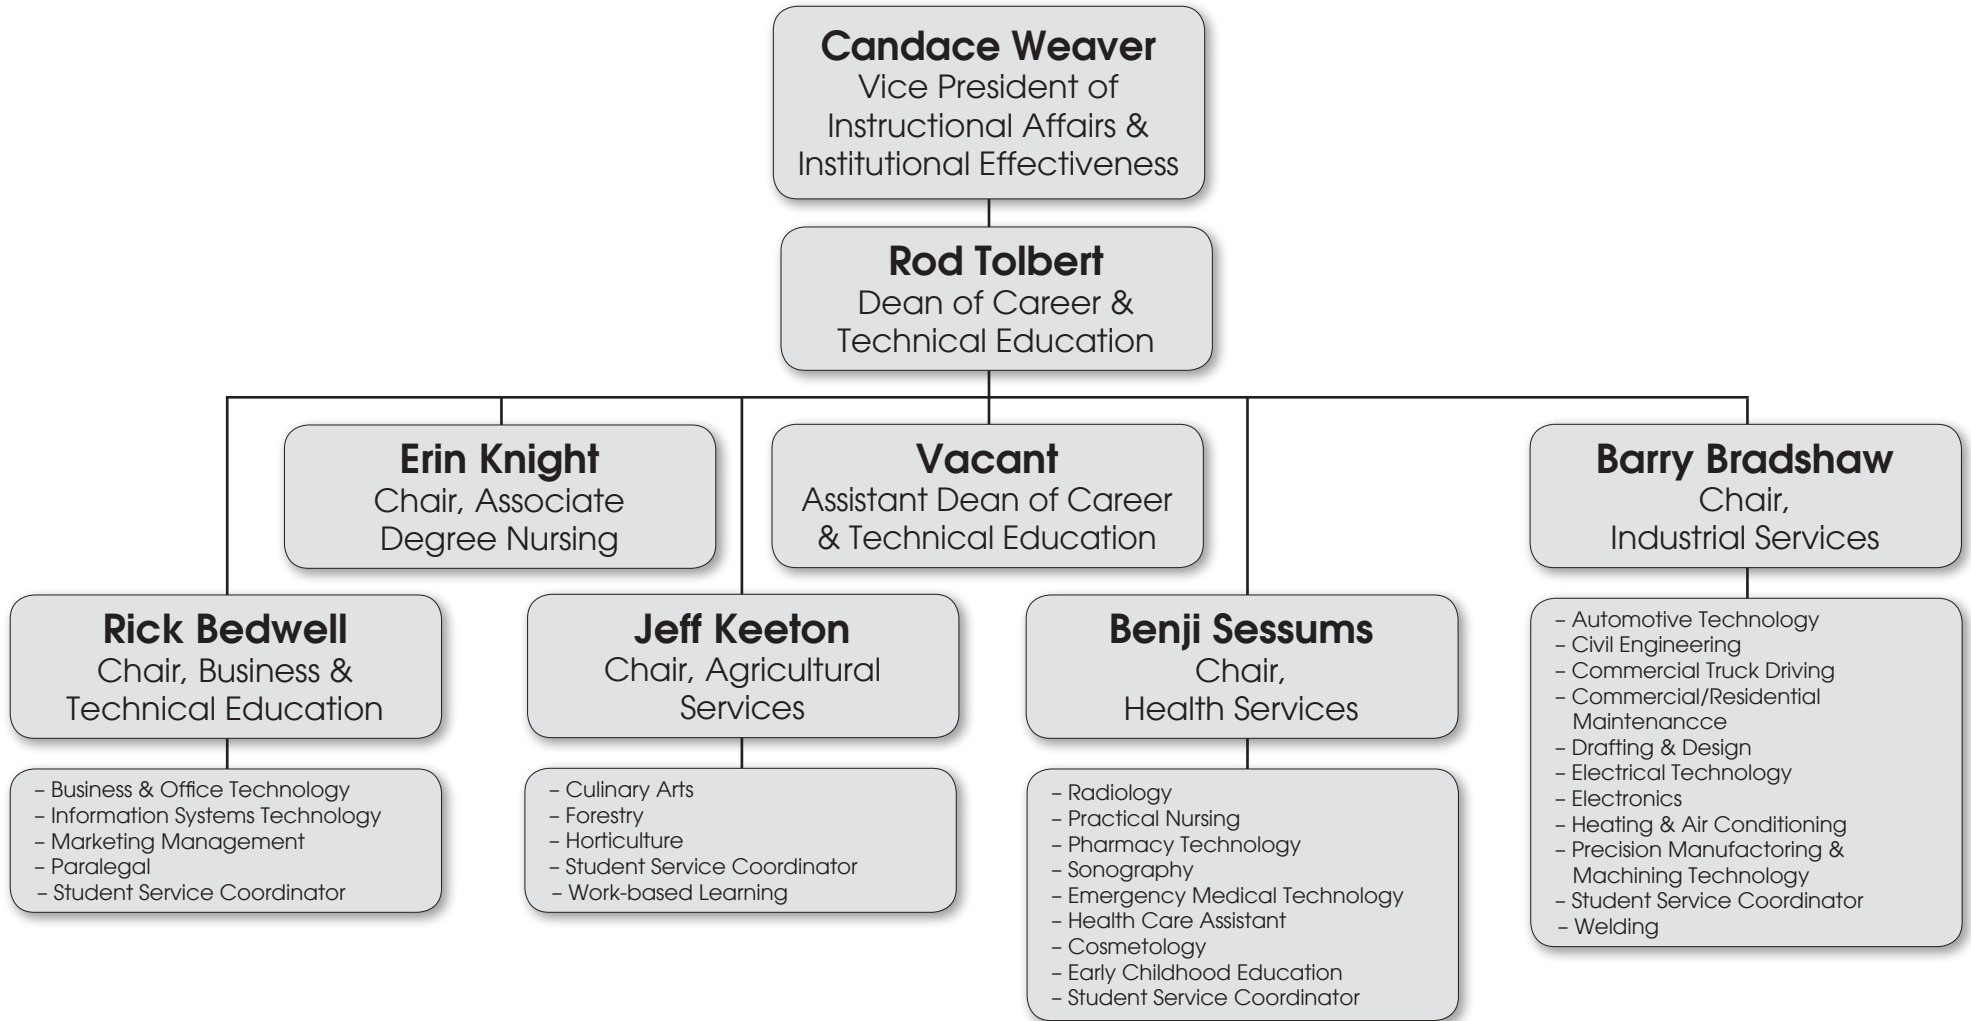 Candace Weaver
Vice President of
Instructional Affairs &
Institutional Effectiveness
Rod Tolbert
Dean of Career &
Technical Education
Erin Knight
Chair, Associate
Degree Nursing
Vacant
Assistant Dean of Career
& Technical Education
Barry Bradshaw
Chair,
Industrial Services
– Automotive Technology
– Civil Engineering
– Commercial Truck Driving
– Commercial/Residential
Maintenancce
– Drafting & Design
– Electrical Technology
– Electronics
– Heating & Air Conditioning
– Precision Manufactoring &
Machining Technology
– Student Service Coordinator
– Welding
Rick Bedwell
Chair, Business &
Technical Education
– Business & Office Technology
– Information Systems Technology
– Marketing Management
– Paralegal
– Student Service Coordinator
Jeff Keeton
Chair, Agricultural
Services
– Culinary Arts
– Forestry
– Horticulture
– Student Service Coordinator
– Work-based Learning
Benji Sessums
Chair,
Health Services
– Radiology
– Practical Nursing
– Pharmacy Technology
– Sonography
– Emergency Medical Technology
– Health Care Assistant
– Cosmetology
– Early Childhood Education
– Student Service Coordinator